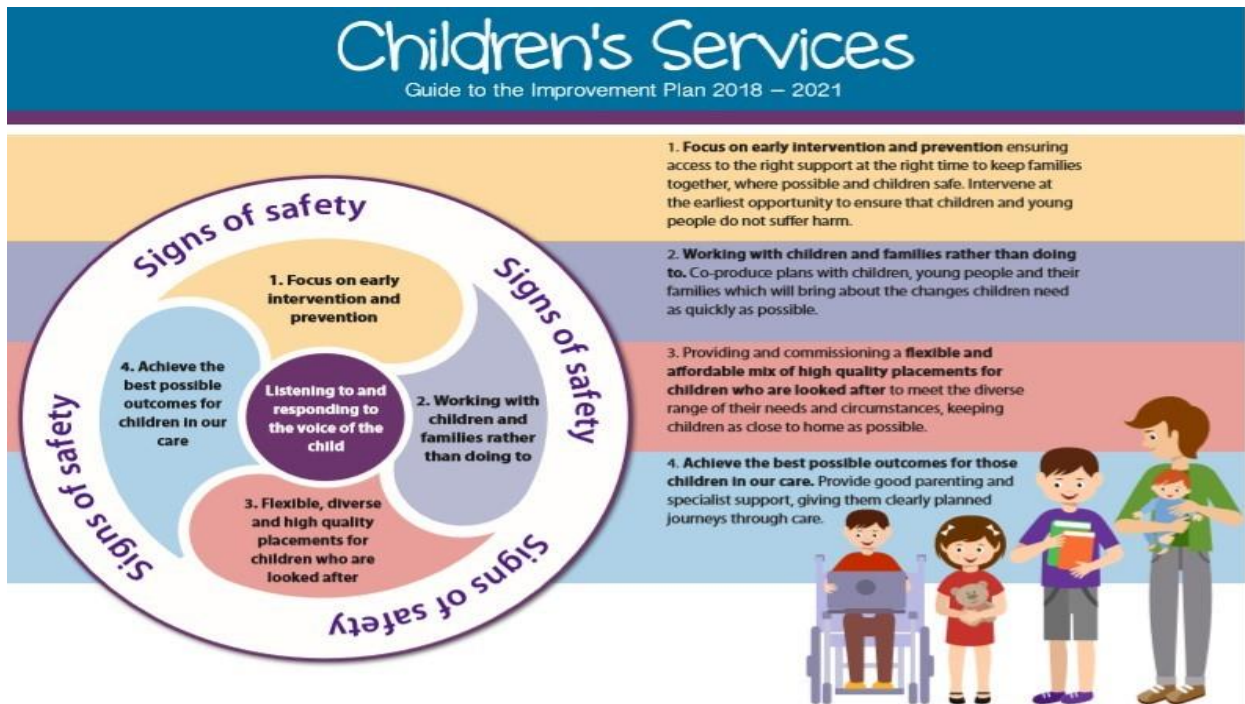 Children's Services
Guide to the Improvement Plan 2018 – 2021
Signs of safety
Signs of safety
Signs of safety
Signs of safety
1. Focus on early
intervention and
prevention
2. Working with
children and
families rather
than doing to
3. Flexible, diverse
and high quality
placements for
children who are
looked after
4. Achieve the
best possible
outcomes for
children in our
care
Listening to and
responding to
the voice of the
child
1. Focus on early intervention and prevention ensuring
access to the right support at the right time to keep families
together, where possible and children safe. Intervene at
the earliest opportunity to ensure that children and young
people do not suffer harm.
2. Working with children and families rather than doing
to. Co-produce plans with children, young people and their
families which will bring about the changes children need
as quickly as possible.
3. Providing and commissioning a flexible and
affordable mix of high quality placements for
children who are looked after to meet the diverse
range of their needs and circumstances, keeping
children as close to home as possible.
4. Achieve the best possible outcomes for those
children in our care. Provide good parenting and
specialist support, giving them clearly planned
journeys through care.